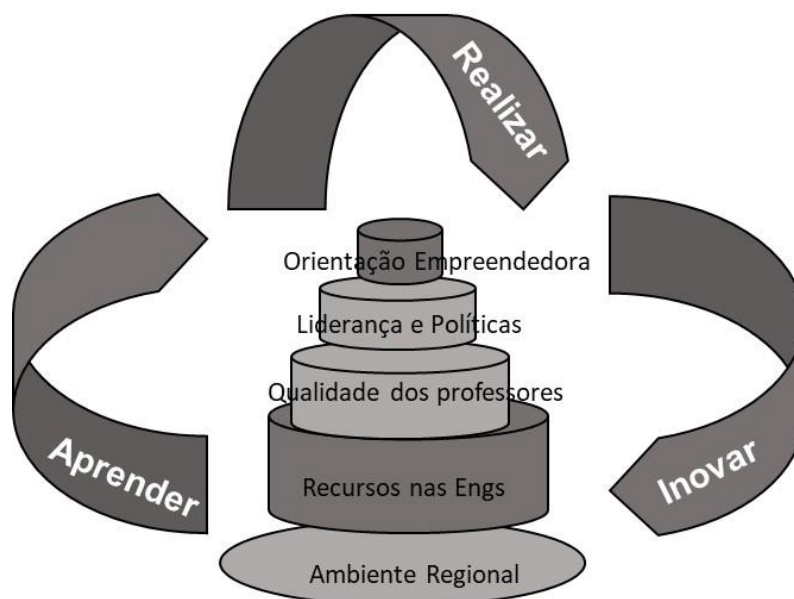 Realizar
Orientação Empreendedora
Liderança e Políticas
Qualidade dos professores
Aprender
Recursos nas Engs
Inovar
Ambiente Regional